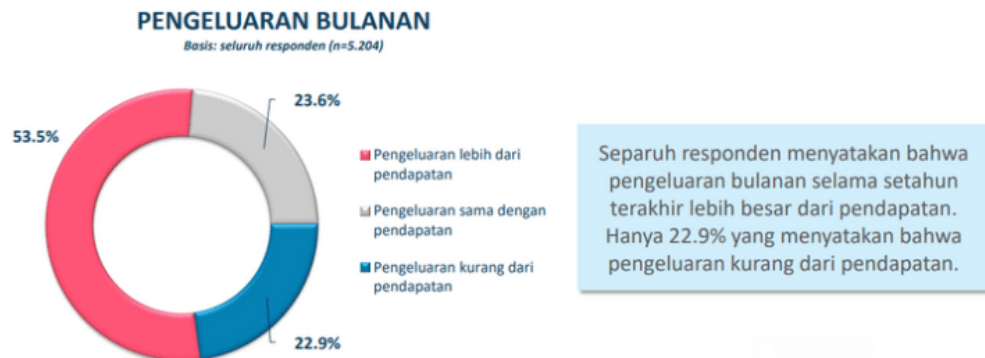 PENGELUARAN BULANAN
Basis: seluruh responden (n=5.204)
53.5%
23.6%
22.9%
Pengeluaran lebih dari
pendapatan
Pengeluaran sama dengan
pendapatan
Pengeluaran kurang dari
pendapatan
Separuh responden menyatakan bahwa
pengeluaran bulanan selama setahun
terakhir lebih besar dari pendapatan.
Hanya 22.9% yang menyatakan bahwa
pengeluaran kurang dari pendapatan.